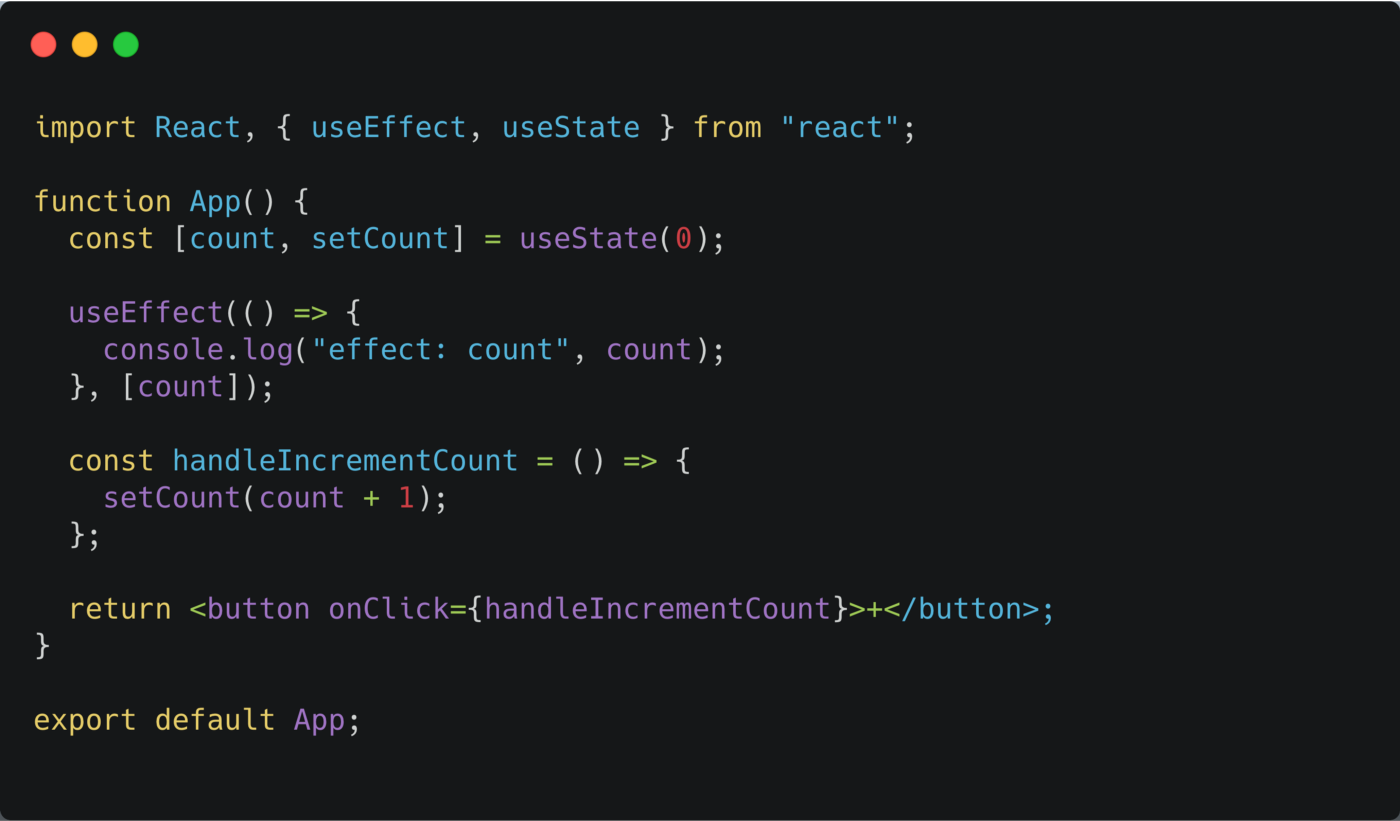 import React, { useEffect, useState } from "react";

function App() {
  const [count, setCount] = useState(0);

  useEffect(() => {
    console.log("effect: count", count);
  }, [count]);

  const handleIncrementCount = () => {
    setCount(count + 1);
  };

  return <button onClick={handleIncrementCount}>+</button>;
}

export default App;